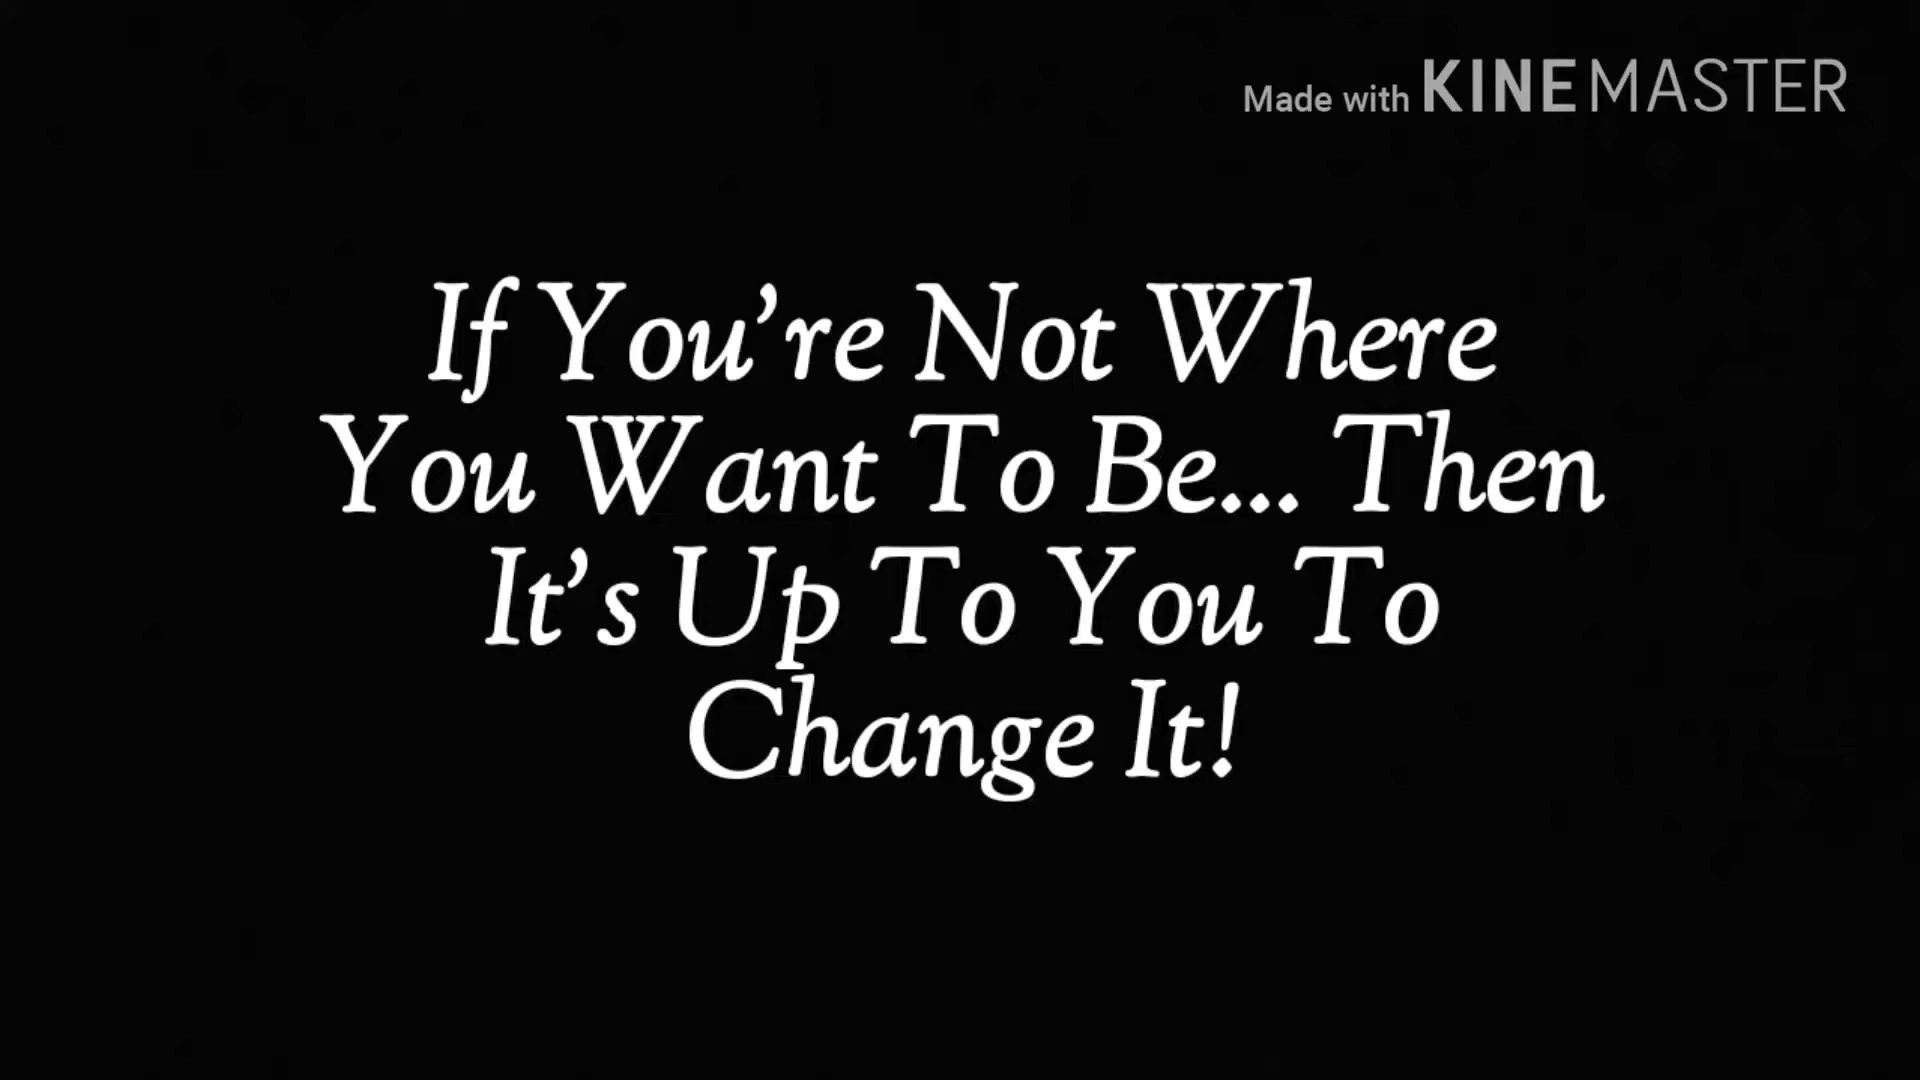 Made with KINEMASTER
If You’re Not Where
You Want To Be... Then
It’s Up To You To
Change It!